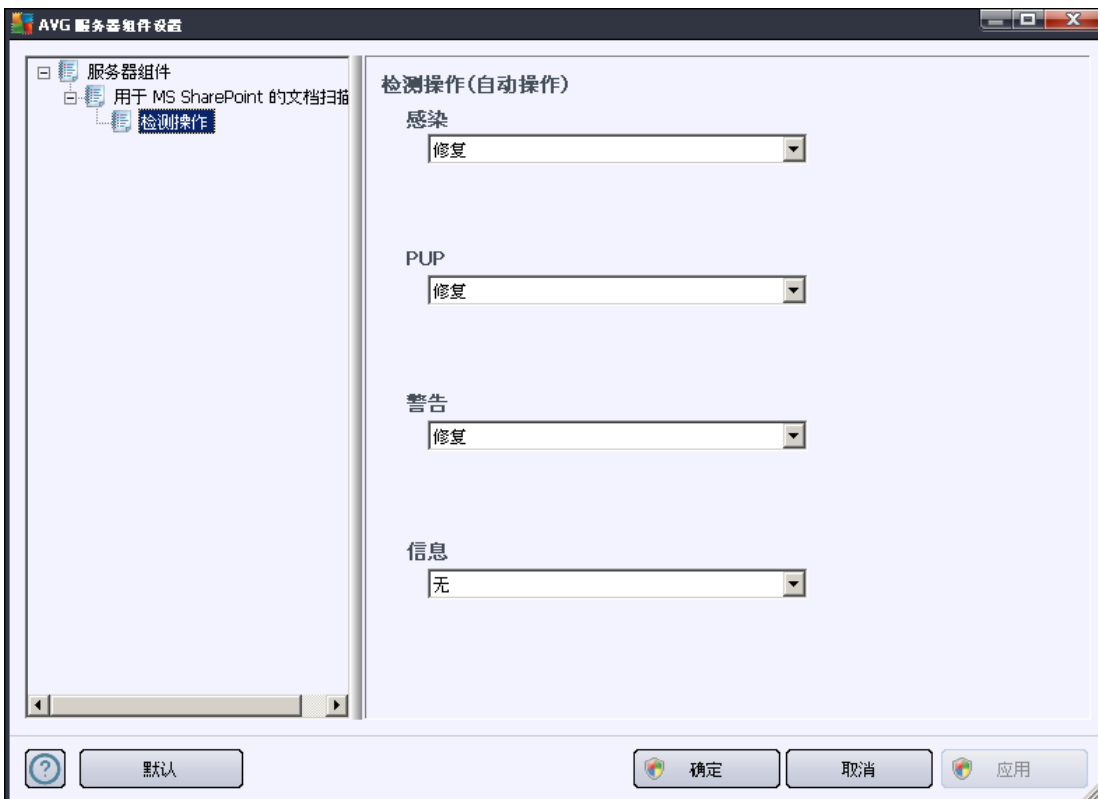 AVG 服务器组件设置
服务器组件
用于 MS SharePoint 的文档扫描
检测操作
检测操作(自动操作)
感染
修复
PUP
修复
警告
修复
信息
无
默认
确定
取消
应用